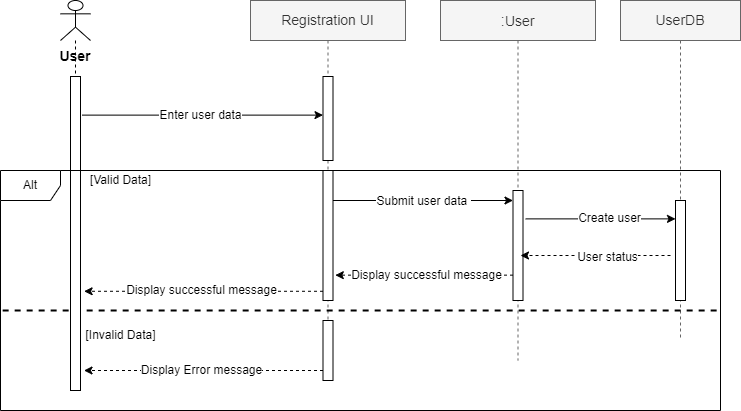 Registration UI
:User
UserDB
User
Enter user data
Alt
[Valid Data]
Submit user data
Create user
User status
Display successful message
Display successful message
[Invalid Data]
Display Error message